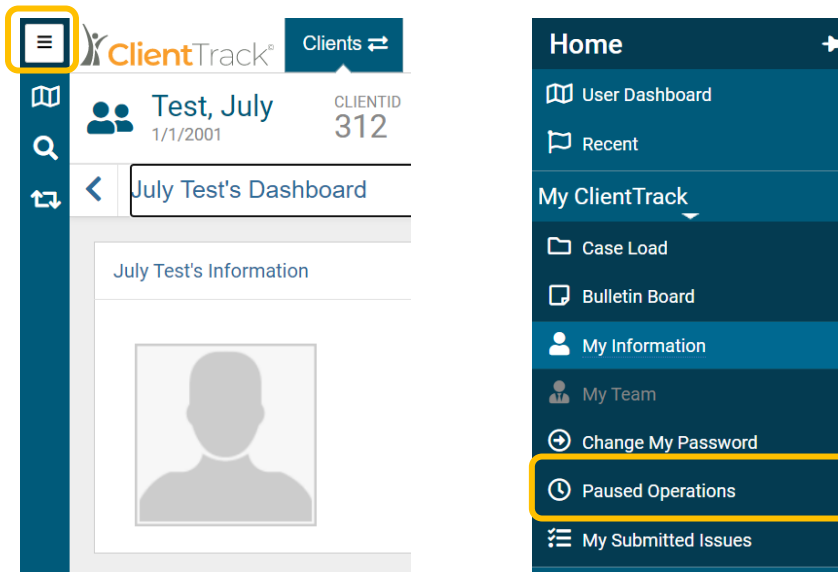 ClientTrack®
Clients
Test, July
1/1/2001
CLIENTID
312
July Test's Dashboard
July Test's Information
Home
User Dashboard
Recent
My ClientTrack
Case Load
Bulletin Board
My Information
My Team
Change My Password
Paused Operations
My Submitted Issues